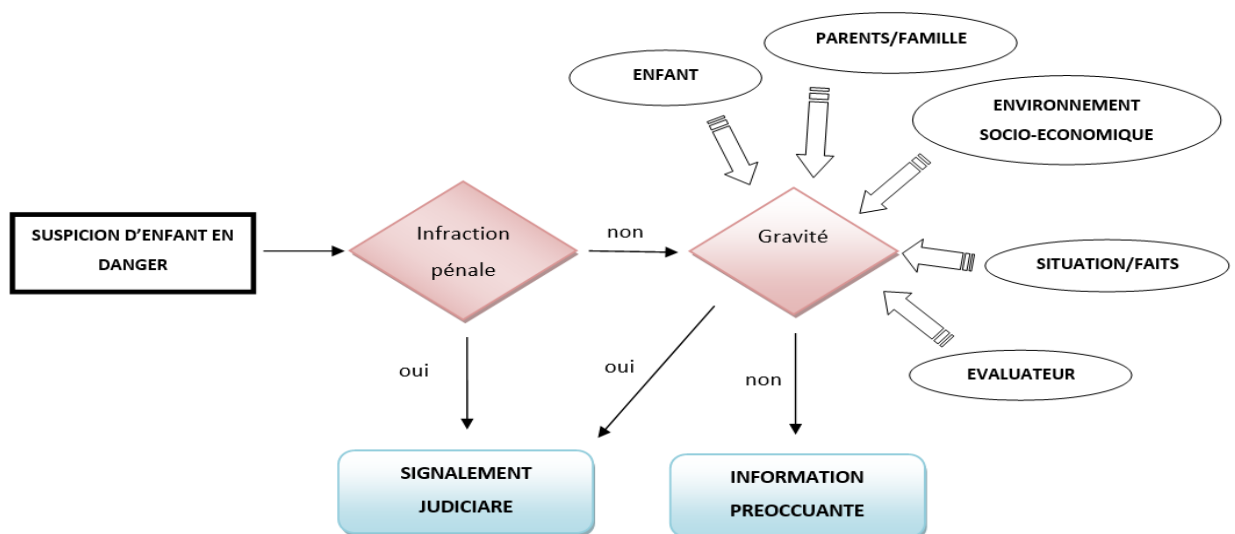 PARENTS/FAMILLE
ENFANT
ENVIRONNEMENT
SOCIO-ECONOMIQUE
SUSPICION D’ENFANT EN
DANGER
Infraction
pénale
non
Gravité
SITUATION/FAITS
oui
oui
non
EVALUATEUR
SIGNALEMENT
JUDICIARE
INFORMATION
PREOCCUANTE